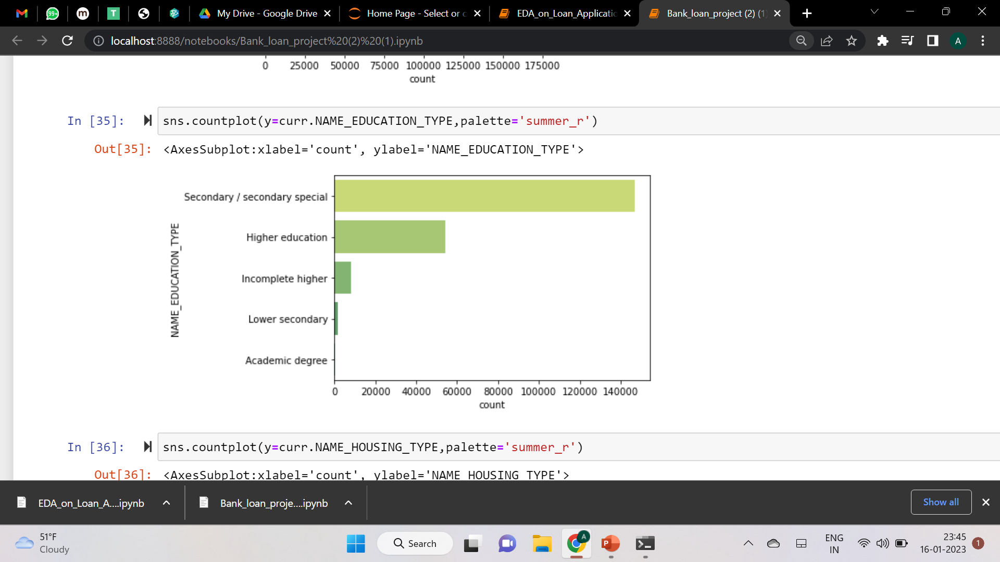 99+
m
T
My Drive - Google Drive
Home Page - Select or c
EDA_on_Loan_Applicatio
Bank_loan_project (2) (1)
localhost:8888/notebooks/Bank_loan_project%20(2)%20(1).ipynb
A
0 25000 50000 75000 100000 125000 150000 175000
count
In [35]: sns.countplot(y=curr.NAME_EDUCATION_TYPE,palette='summer_r')
Out[35]: <AxesSubplot:xlabel='count', ylabel='NAME_EDUCATION_TYPE'>
NAME_EDUCATION_TYPE
Secondary / secondary special
Higher education
Incomplete higher
Lower secondary
Academic degree
0 20000 40000 60000 80000 100000 120000 140000
count
In [36]: sns.countplot(y=curr.NAME_HOUSING_TYPE,palette='summer_r')
Out[36]: <AxesSubplot:xlabel='count', ylabel='NAME_HOUSING_TYPE'>
EDA_on_Loan_A....ipynb
Bank_loan_proje....ipynb
Show all
51°F
Cloudy
Search
A
P
ENG
IN
23:45
16-01-2023
1